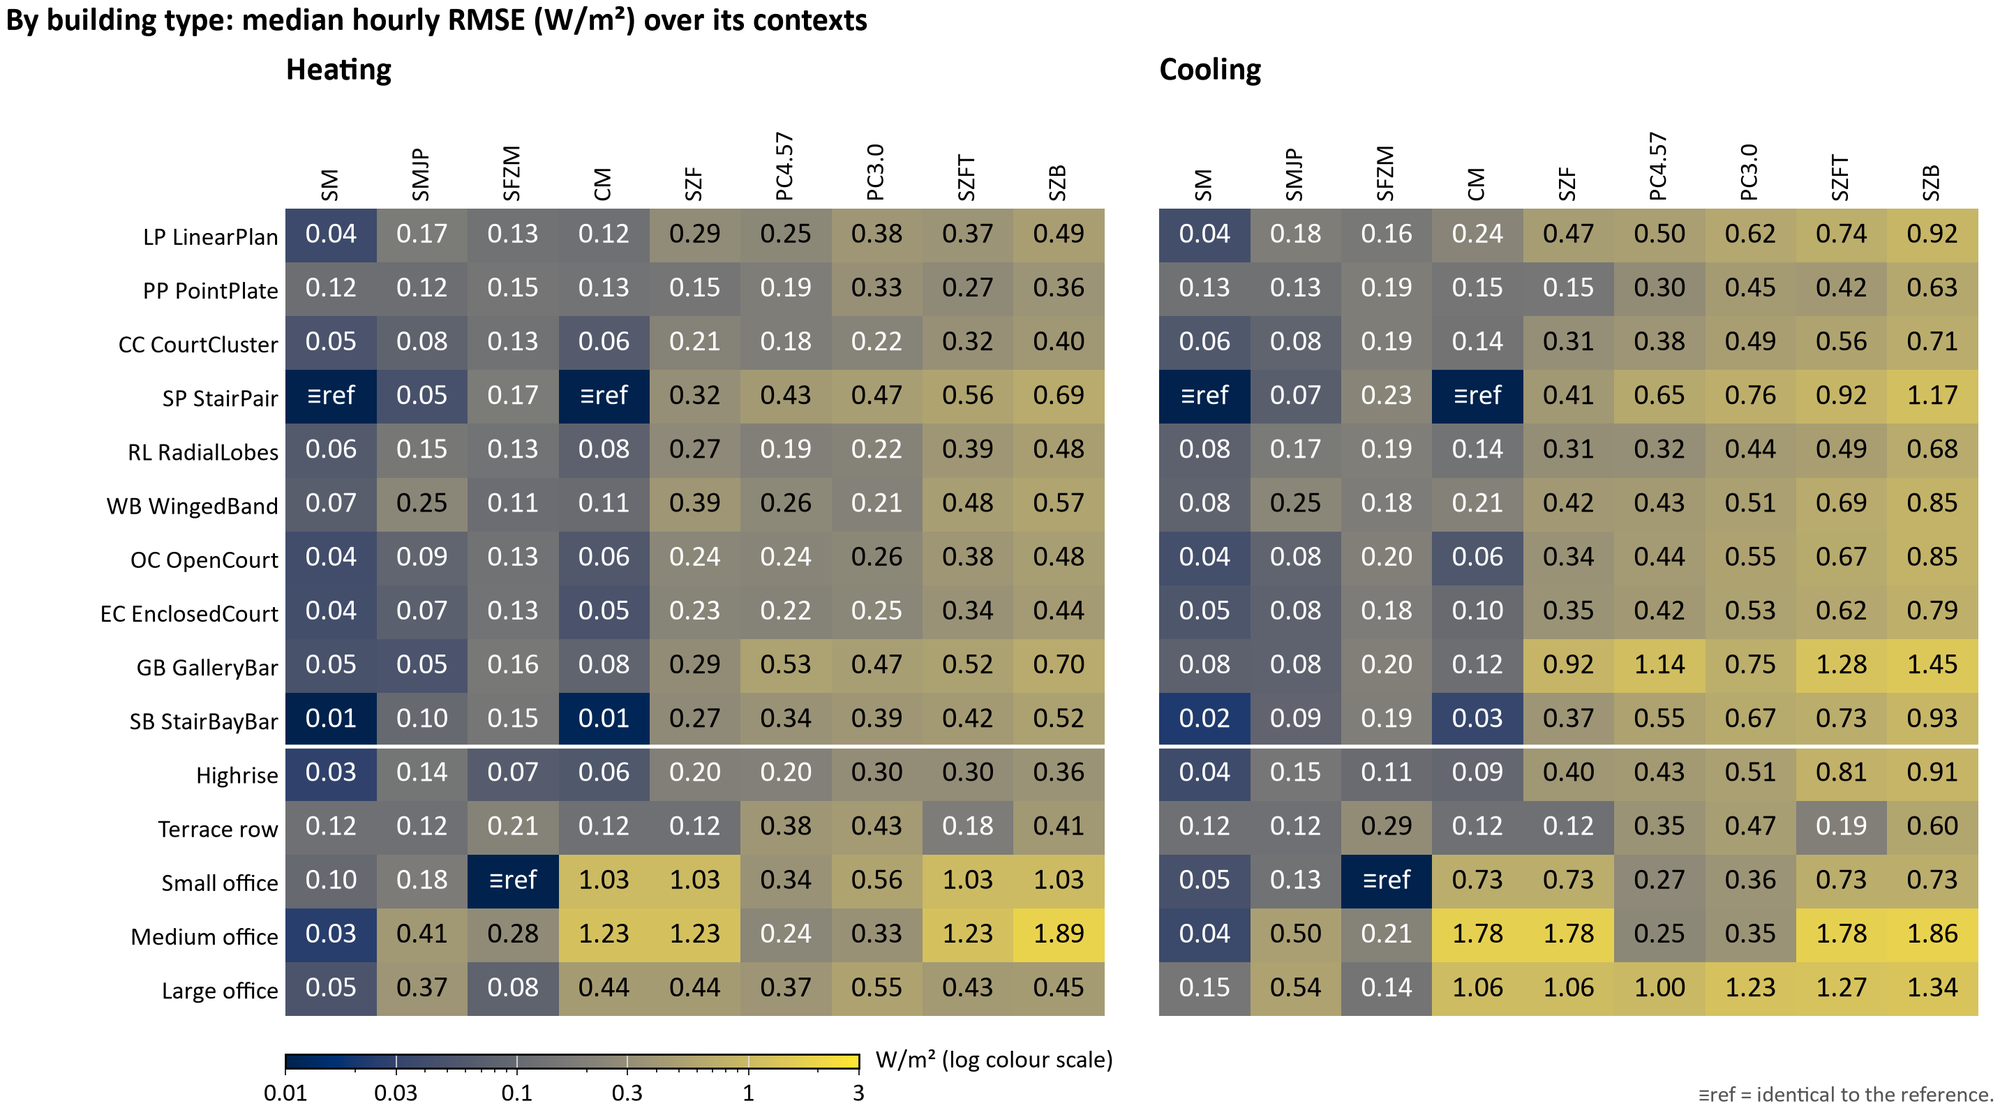 By building type: median hourly RMSE (W/m²) over its contexts
Heating
Cooling
SM SMJP SFZM CM SZF PC4.57 PC3.0 SZFT SZB SM SMJP SFZM CM SZF PC4.57 PC3.0 SZFT SZB
LP LinearPlan 0.04 0.17 0.13 0.12 0.29 0.25 0.38 0.37 0.49 0.04 0.18 0.16 0.24 0.47 0.50 0.62 0.74 0.92
PP PointPlate 0.12 0.12 0.15 0.13 0.15 0.19 0.33 0.27 0.36 0.13 0.13 0.19 0.15 0.15 0.30 0.45 0.42 0.63
CC CourtCluster 0.05 0.08 0.13 0.06 0.21 0.18 0.22 0.32 0.40 0.06 0.08 0.19 0.14 0.31 0.38 0.49 0.56 0.71
SP StairPair ≡ref 0.05 0.17 ≡ref 0.32 0.43 0.47 0.56 0.69 ≡ref 0.07 0.23 ≡ref 0.41 0.65 0.76 0.92 1.17
RL RadialLobes 0.06 0.15 0.13 0.08 0.27 0.19 0.22 0.39 0.48 0.08 0.17 0.19 0.14 0.31 0.32 0.44 0.49 0.68
WB WingedBand 0.07 0.25 0.11 0.11 0.39 0.26 0.21 0.48 0.57 0.08 0.25 0.18 0.21 0.42 0.43 0.51 0.69 0.85
OC OpenCourt 0.04 0.09 0.13 0.06 0.24 0.24 0.26 0.38 0.48 0.04 0.08 0.20 0.06 0.34 0.44 0.55 0.67 0.85
EC EnclosedCourt 0.04 0.07 0.13 0.05 0.23 0.22 0.25 0.34 0.44 0.05 0.08 0.18 0.10 0.35 0.42 0.53 0.62 0.79
GB GalleryBar 0.05 0.05 0.16 0.08 0.29 0.53 0.47 0.52 0.70 0.08 0.08 0.20 0.12 0.92 1.14 0.75 1.28 1.45
SB StairBayBar 0.01 0.10 0.15 0.01 0.27 0.34 0.39 0.42 0.52 0.02 0.09 0.19 0.03 0.37 0.55 0.67 0.73 0.93
Highrise 0.03 0.14 0.07 0.06 0.20 0.20 0.30 0.30 0.36 0.04 0.15 0.11 0.09 0.40 0.43 0.51 0.81 0.91
Terrace row 0.12 0.12 0.21 0.12 0.12 0.38 0.43 0.18 0.41 0.12 0.12 0.29 0.12 0.12 0.35 0.47 0.19 0.60
Small office 0.10 0.18 ≡ref 1.03 1.03 0.34 0.56 1.03 1.03 0.05 0.13 ≡ref 0.73 0.73 0.27 0.36 0.73 0.73
Medium office 0.03 0.41 0.28 1.23 1.23 0.24 0.33 1.23 1.89 0.04 0.50 0.21 1.78 1.78 0.25 0.35 1.78 1.86
Large office 0.05 0.37 0.08 0.44 0.44 0.37 0.55 0.43 0.45 0.15 0.54 0.14 1.06 1.06 1.00 1.23 1.27 1.34
W/m² (log colour scale)
0.01 0.03 0.1 0.3 1 3
≡ref = identical to the reference.